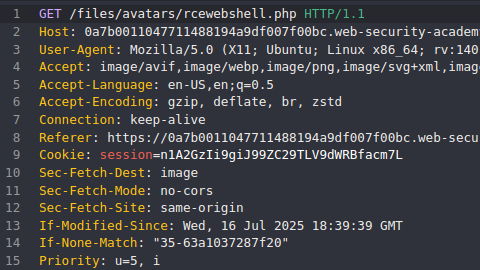 1 GET /files/avatars/rcewebshell.php HTTP/1.1
2 Host: 0a7b0011047711488194a9df007f00bc.web-security-academ
3 User-Agent: Mozilla/5.0 (X11; Ubuntu; Linux x86_64; rv:140
4 Accept: image/avif,image/webp,image/png,image/svg+xml,imag
5 Accept-Language: en-US,en;q=0.5
6 Accept-Encoding: gzip, deflate, br, zstd
7 Connection: keep-alive
8 Referer: https://0a7b0011047711488194a9df007f00bc.web-secu
9 Cookie: session=n1A2GzIi9giJ99ZC29TLV9dWRBfacm7L
10 Sec-Fetch-Dest: image
11 Sec-Fetch-Mode: no-cors
12 Sec-Fetch-Site: same-origin
13 If-Modified-Since: Wed, 16 Jul 2025 18:39:39 GMT
14 If-None-Match: "35-63a1037287f20"
15 Priority: u=5, i